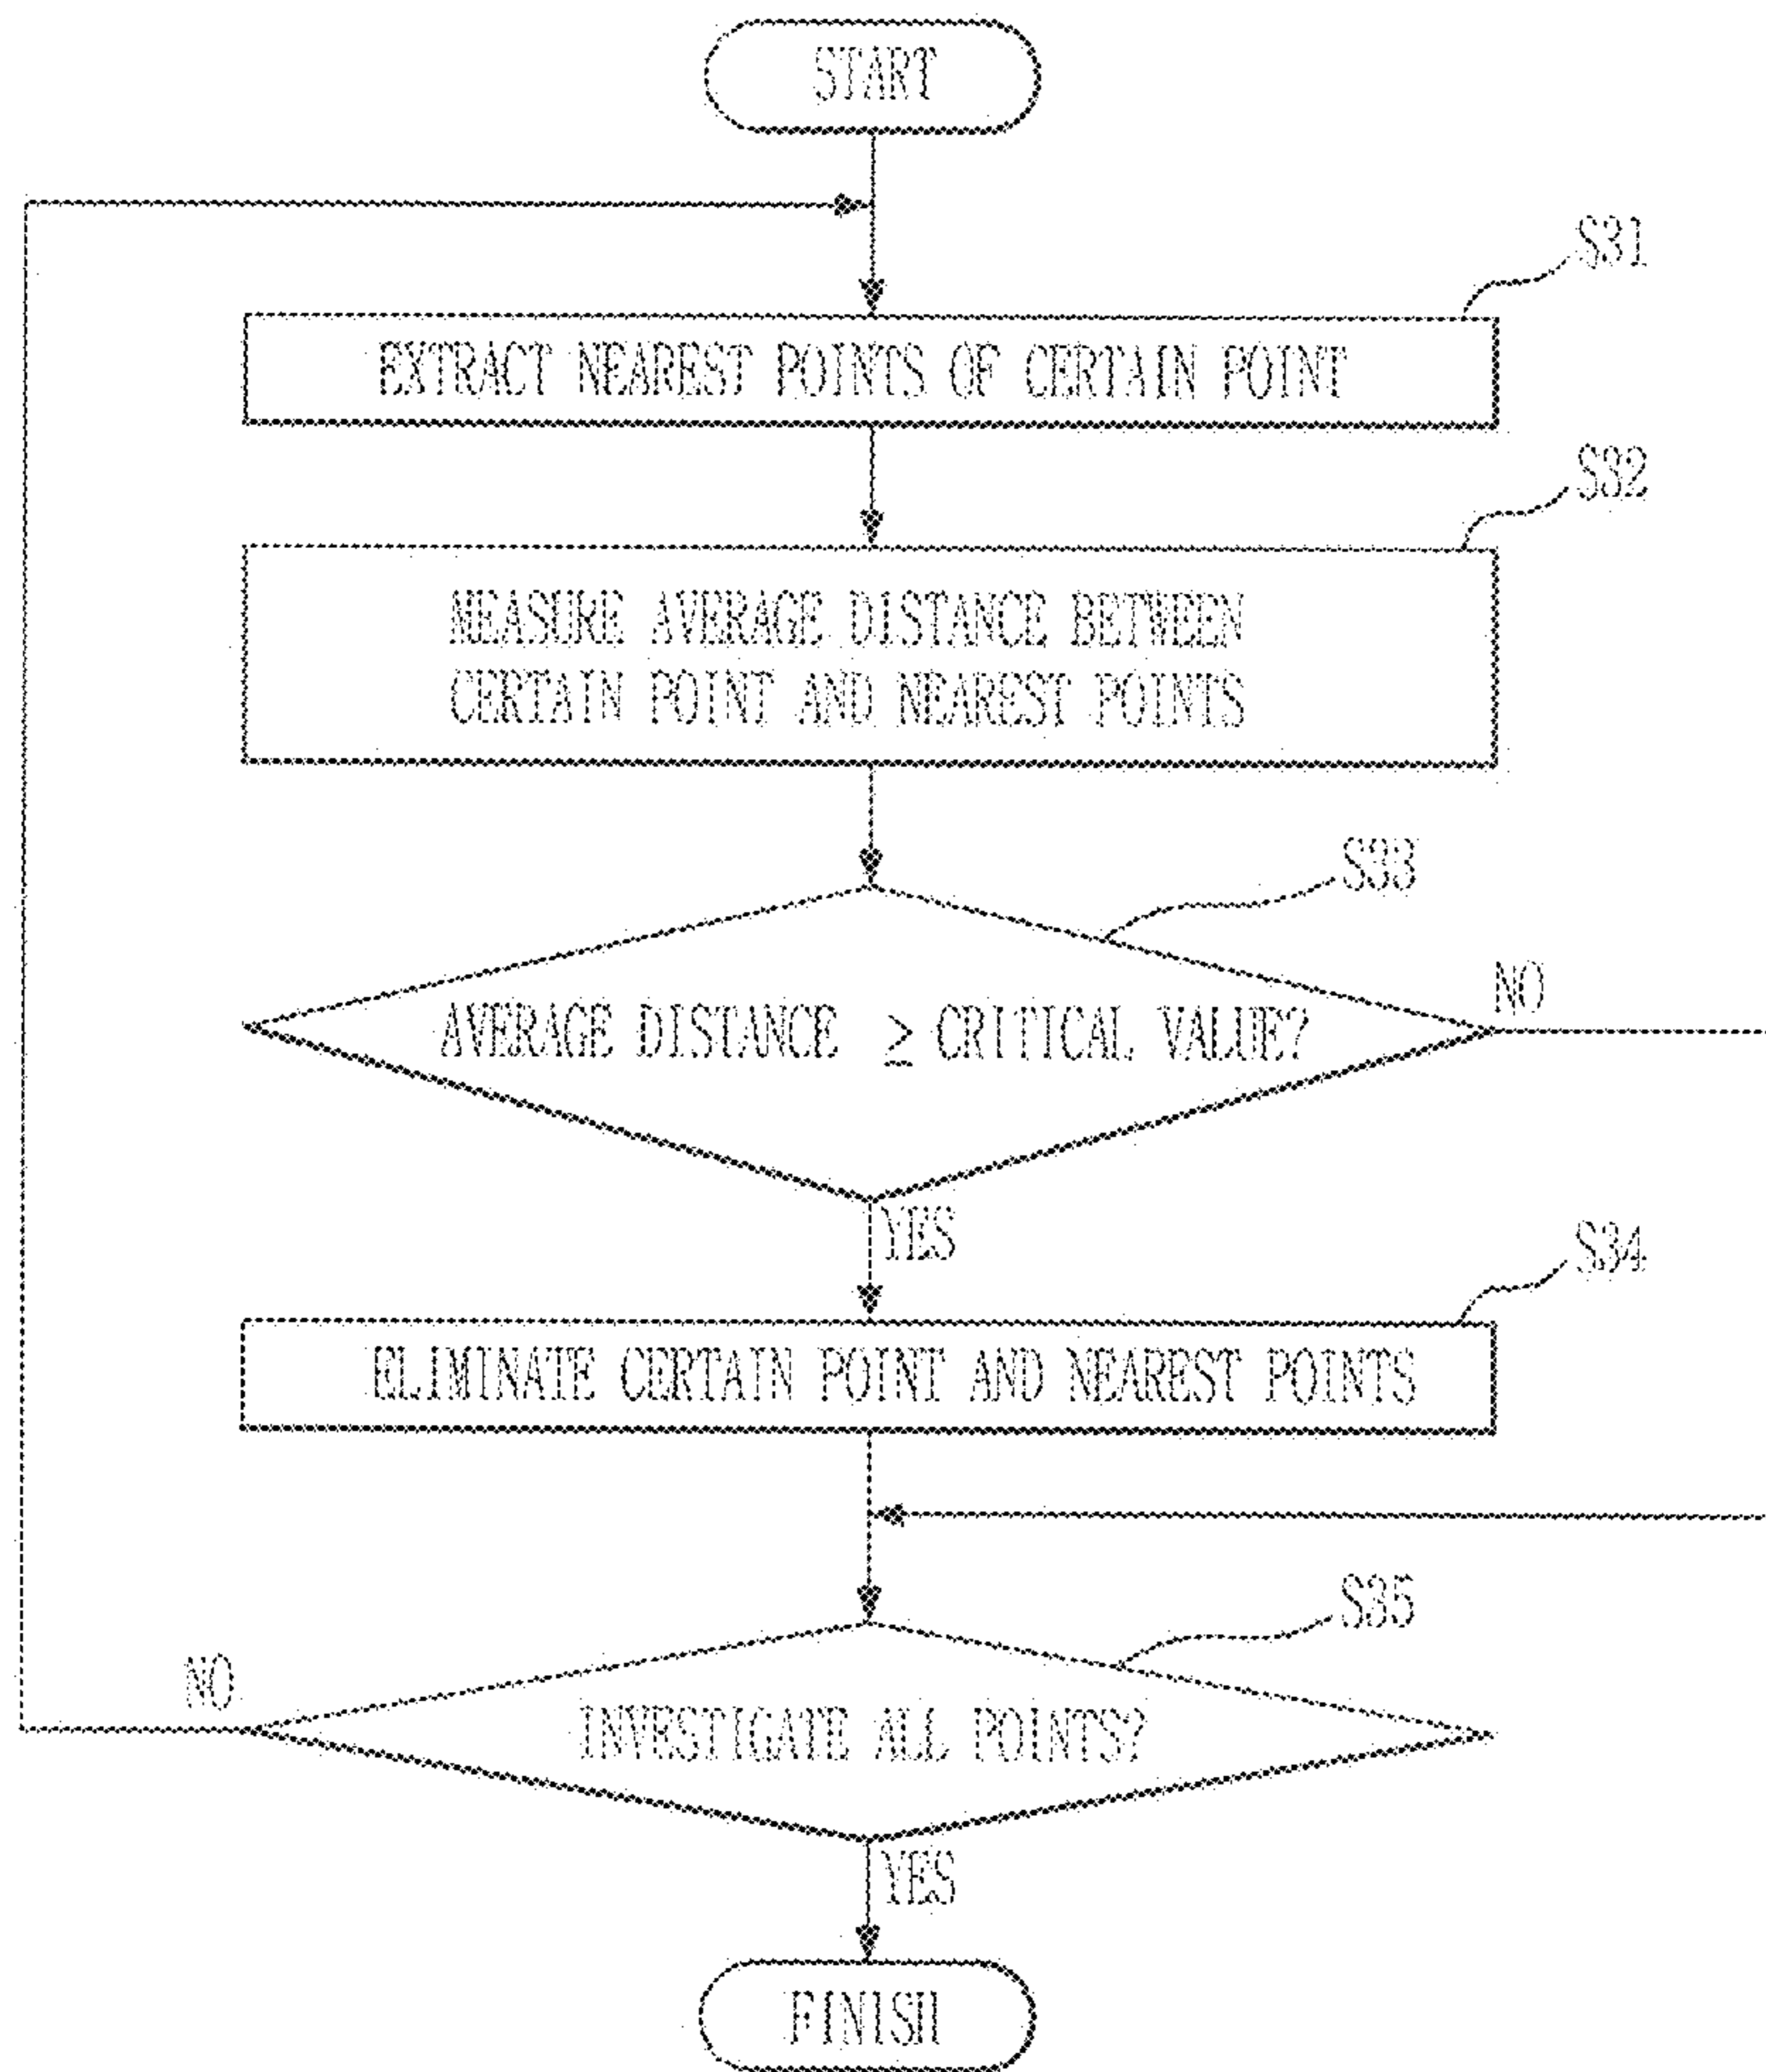 START
S31
EXTRACT NEAREST POINTS OF CERTAIN POINT
S32
MEASURE AVERAGE DISTANCE BETWEEN
CERTAIN POINT AND NEAREST POINTS
S33
NO
AVERAGE DISTANCE ≥ CRITICAL VALUE?
YES
S34
ELIMINATE CERTAIN POINT AND NEAREST POINTS
S35
NO
INVESTIGATE ALL POINTS?
YES
FINISH